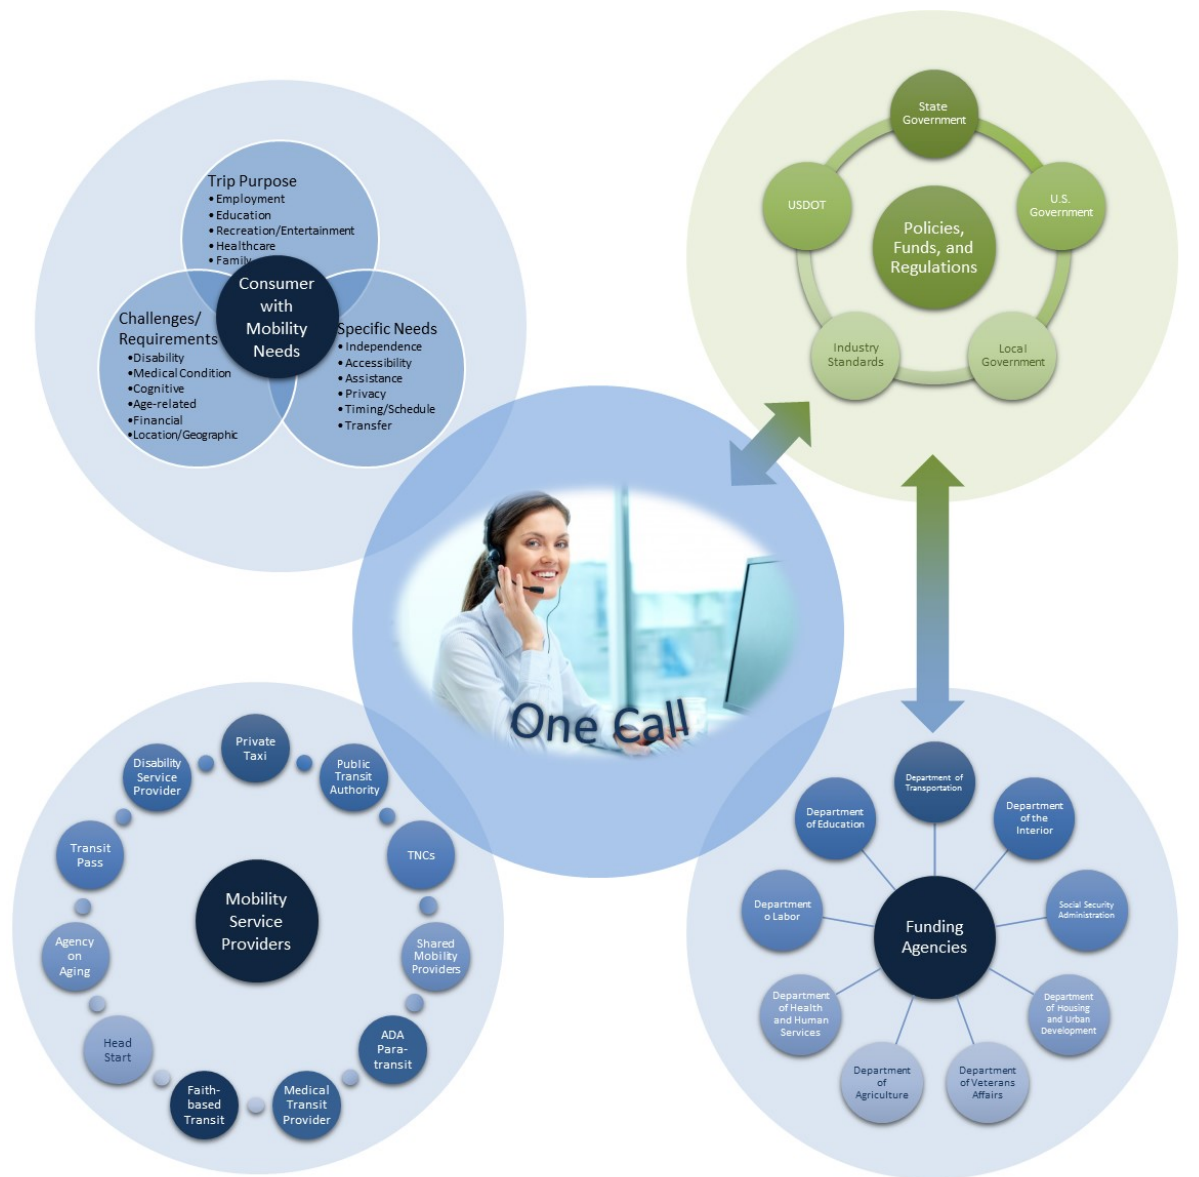 Trip Purpose
• Employment
• Education
• Recreation/Entertainment
• Healthcare
• Family
Consumer
with
Mobility
Needs
Challenges/
Requirements
•Disability
•Medical Condition
•Cognitive
•Age-related
•Financial
•Location/Geographic
Specific Needs
• Independence
• Accessibility
• Assistance
• Privacy
• Timing/Schedule
• Transfer
State
Government
USDOT
U.S.
Government
Policies,
Funds, and
Regulations
Industry
Standards
Local
Government
One Call
Private
Taxi
Disability
Service
Provider
Public
Transit
Authority
Transit
Pass
TNCs
Mobility
Service
Providers
Agency
on
Aging
Shared
Mobility
Providers
Head
Start
ADA
Para-
transit
Faith-
based
Transit
Medical
Transit
Provider
Department of
Transportation
Department
of Education
Department
of the
Interior
Department
o Labor
Social Security
Administration
Funding
Agencies
Department
of Health
and Human
Services
Department
of Housing
and Urban
Development
Department
of
Agriculture
Department
of Veterans
Affairs